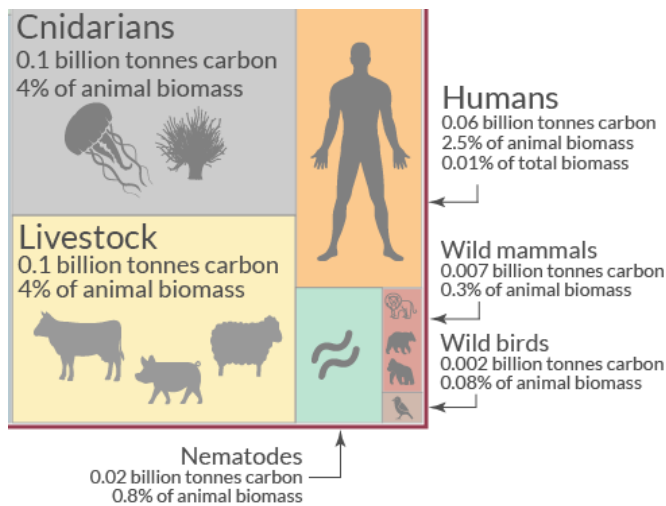 Cnidarians
0.1 billion tonnes carbon
4% of animal biomass
Livestock
0.1 billion tonnes carbon
4% of animal biomass
Humans
0.06 billion tonnes carbon
2.5% of animal biomass
0.01% of total biomass
Wild mammals
0.007 billion tonnes carbon
0.3% of animal biomass
Wild birds
0.002 billion tonnes carbon
0.08% of animal biomass
Nematodes
0.02 billion tonnes carbon
0.8% of animal biomass